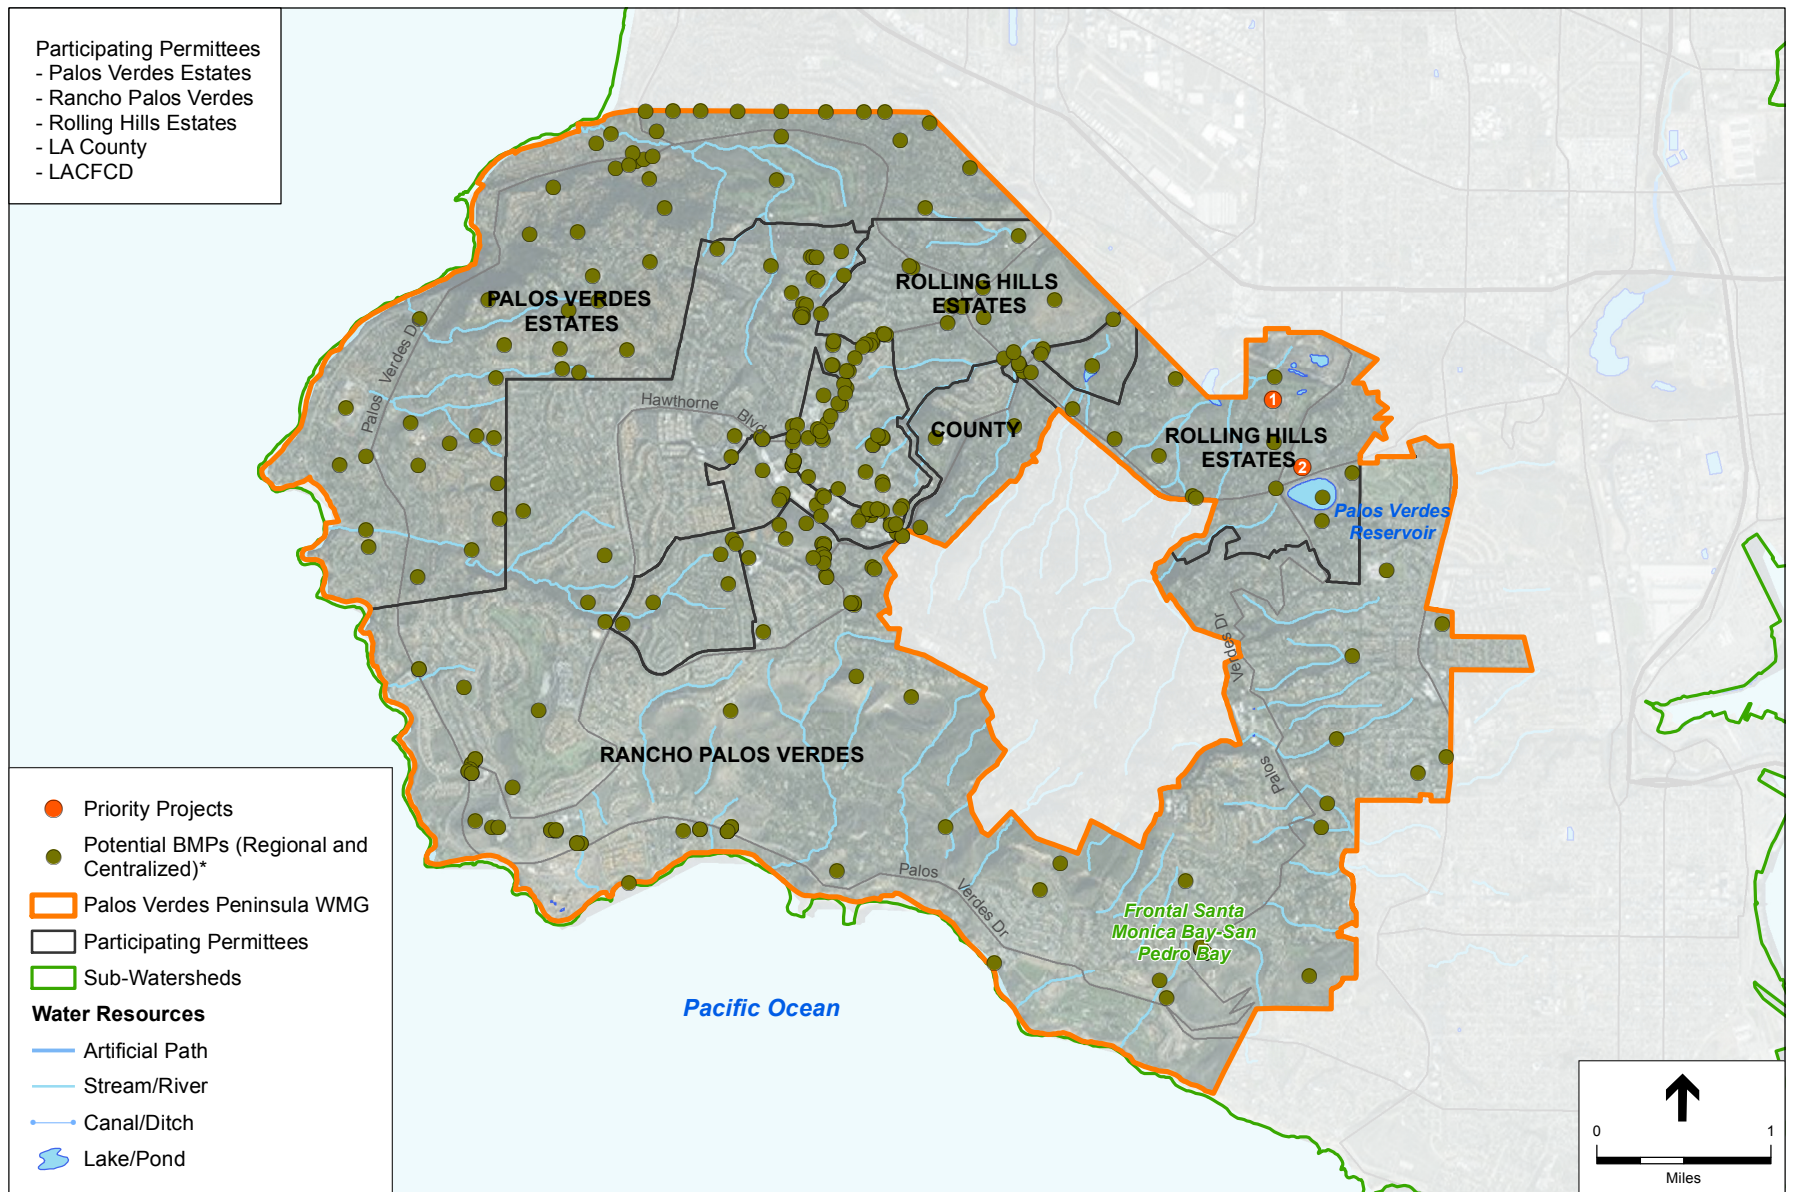 Participating Permittees
- Palos Verdes Estates
- Rancho Palos Verdes
- Rolling Hills Estates
- LA County
- LACFCD
PALOS VERDES
ESTATES
ROLLING HILLS
ESTATES
Palos Verdes Dr
Hawthorne Blvd
COUNTY
1
ROLLING HILLS
ESTATES
2
Palos Verdes
Reservoir
Palos Verdes Dr
RANCHO PALOS VERDES
Palos Verdes Dr
Frontal Santa
Monica Bay-San
Pedro Bay
Pacific Ocean
Priority Projects
Potential BMPs (Regional and
Centralized)*
Palos Verdes Peninsula WMG
Participating Permittees
Sub-Watersheds
Water Resources
Artificial Path
Stream/River
Canal/Ditch
Lake/Pond
0 1
Miles